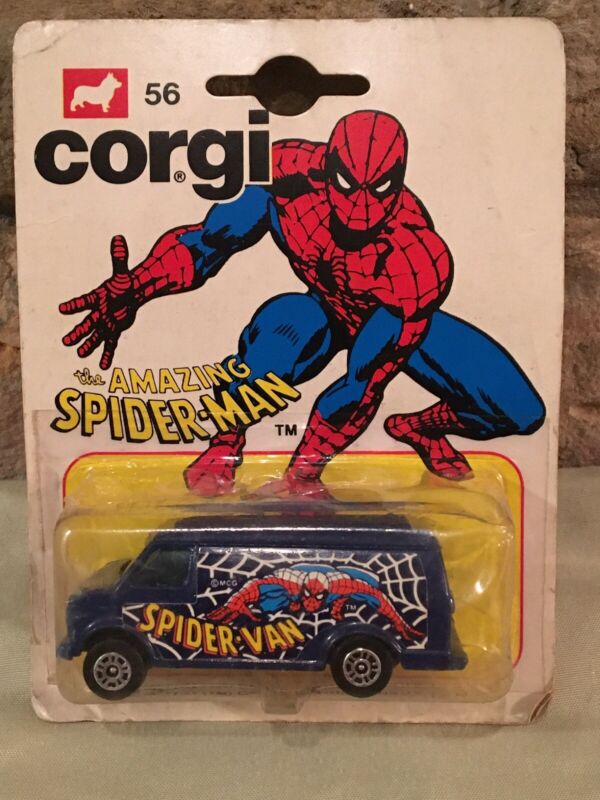 56
corgi®
the AMAZING
SPIDER-MAN
TM
©MCG
TM
SPIDER-VAN